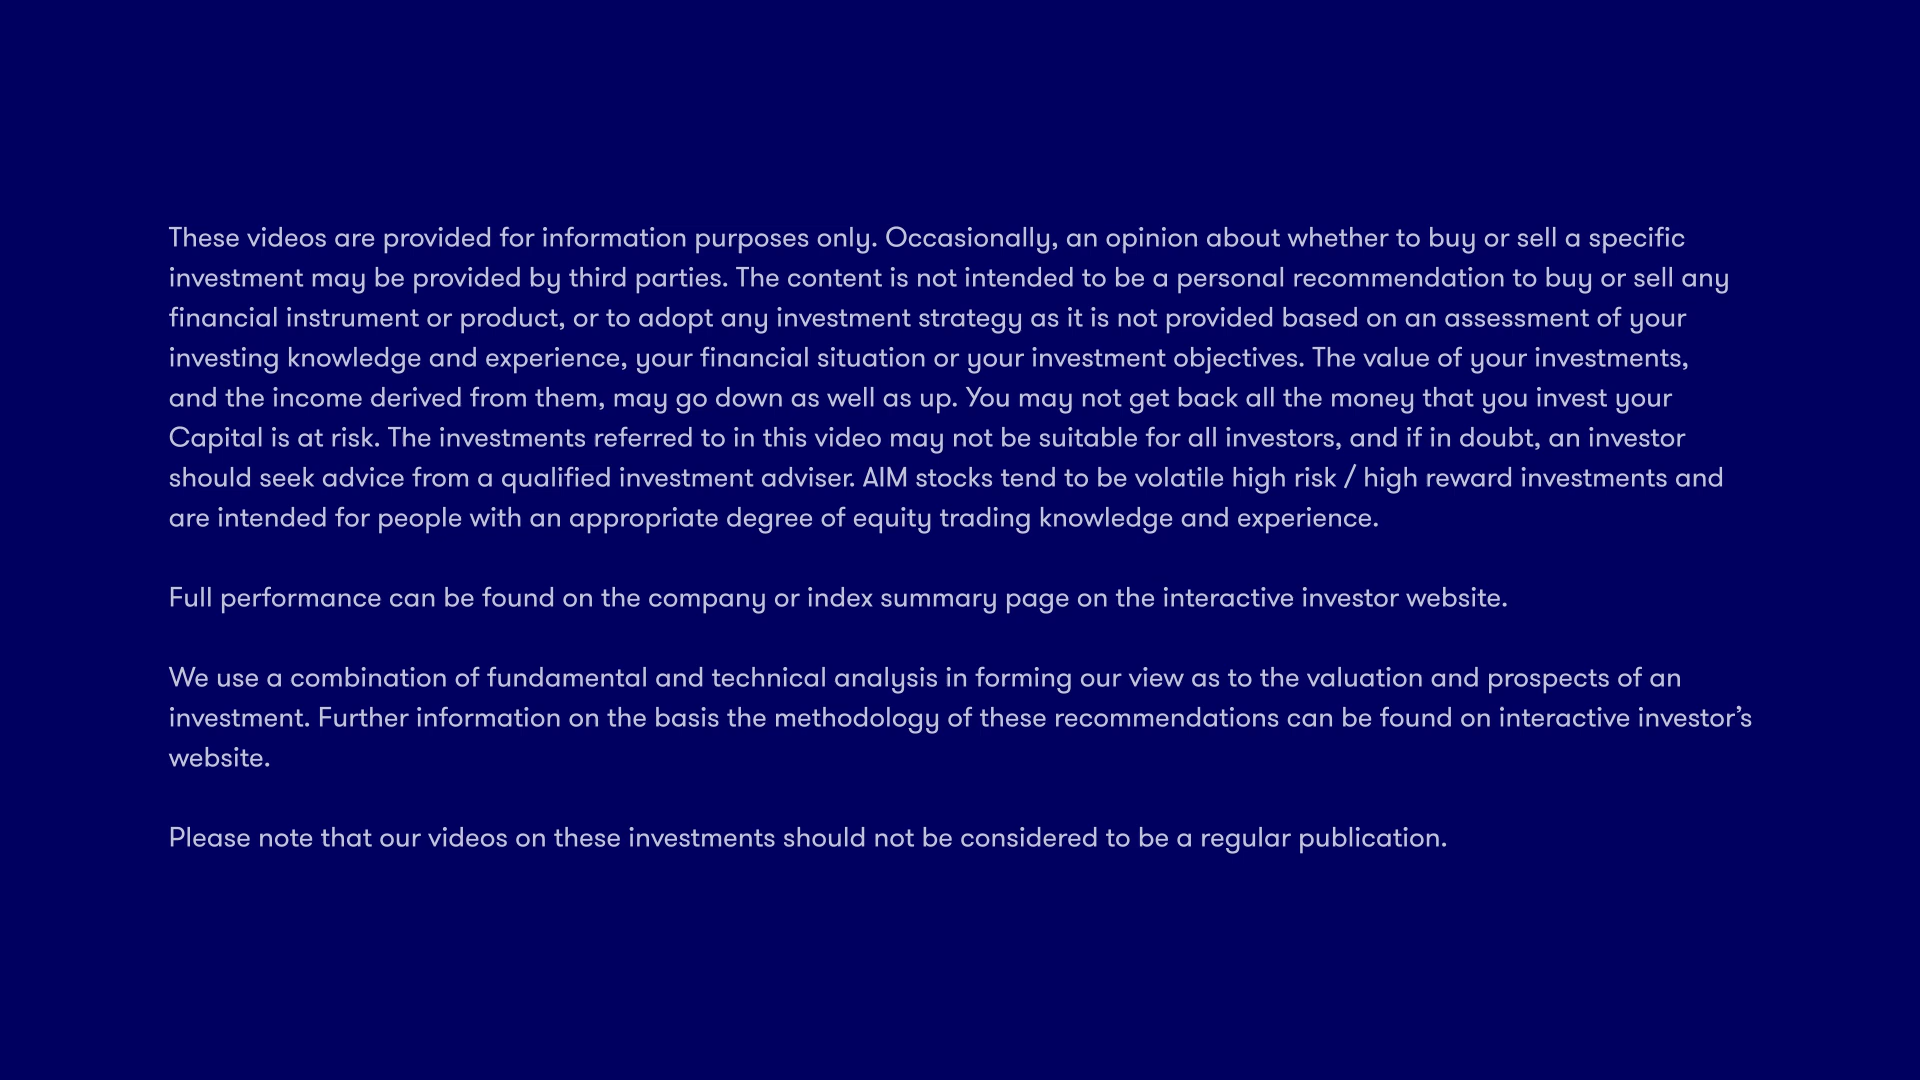 These videos are provided for information purposes only. Occasionally, an opinion about whether to buy or sell a specific
investment may be provided by third parties. The content is not intended to be a personal recommendation to buy or sell any
financial instrument or product, or to adopt any investment strategy as it is not provided based on an assessment of your
investing knowledge and experience, your financial situation or your investment objectives. The value of your investments,
and the income derived from them, may go down as well as up. You may not get back all the money that you invest your
Capital is at risk. The investments referred to in this video may not be suitable for all investors, and if in doubt, an investor
should seek advice from a qualified investment adviser. AIM stocks tend to be volatile high risk / high reward investments and
are intended for people with an appropriate degree of equity trading knowledge and experience.
Full performance can be found on the company or index summary page on the interactive investor website.
We use a combination of fundamental and technical analysis in forming our view as to the valuation and prospects of an
investment. Further information on the basis the methodology of these recommendations can be found on interactive investor’s
website.
Please note that our videos on these investments should not be considered to be a regular publication.